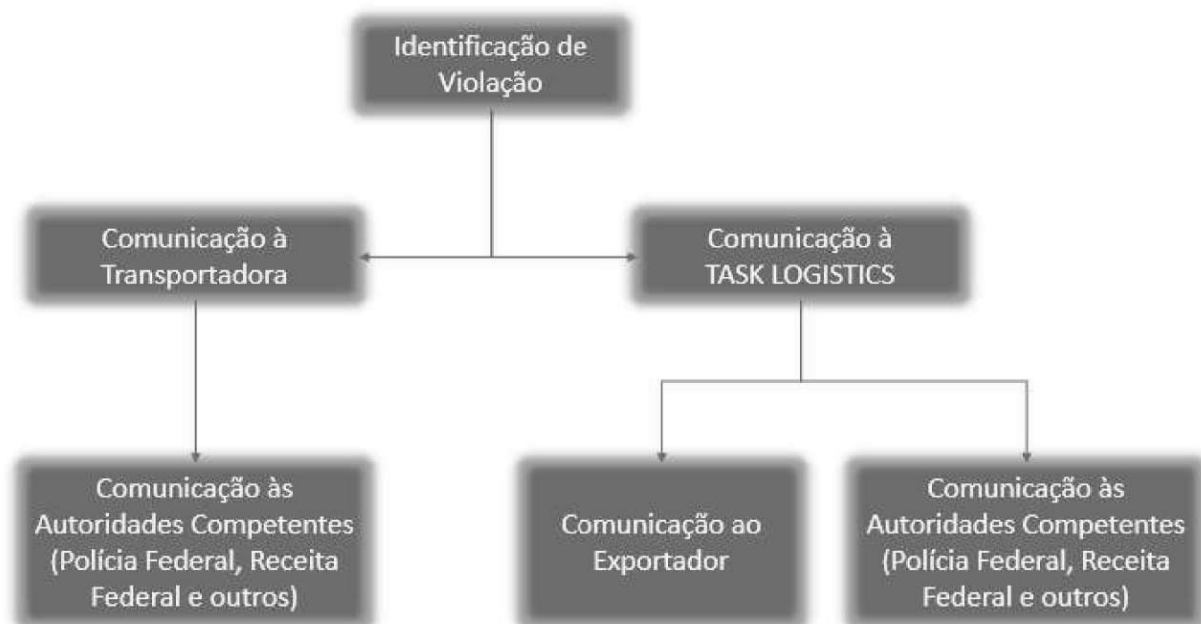 Identificação de
Violação
Comunicação à
Transportadora
Comunicação à
TASK LOGISTICS
Comunicação às
Autoridades Competentes
(Polícia Federal, Receita
Federal e outros)
Comunicação ao
Exportador
Comunicação às
Autoridades Competentes
(Polícia Federal, Receita
Federal e outros)